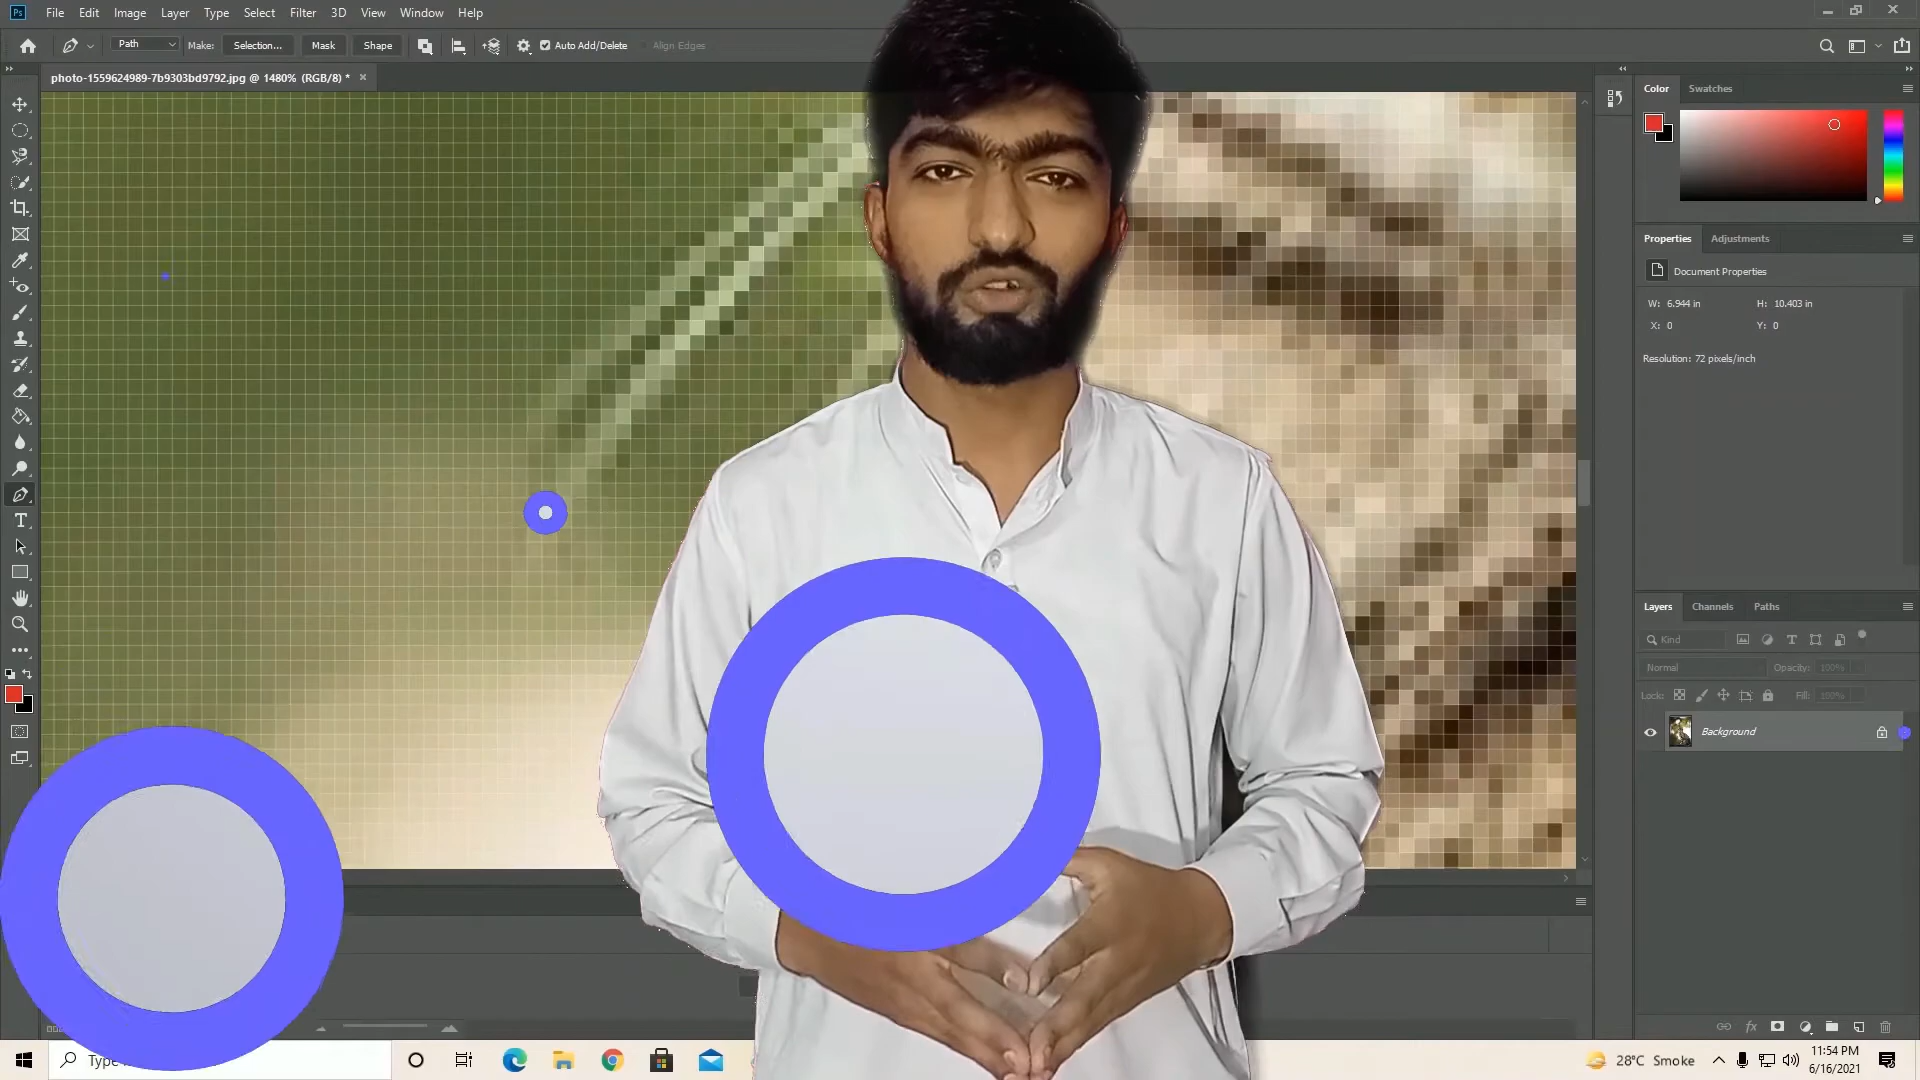 Ps File Edit Image Layer Type Select Filter 3D View Window Help
Path Make: Selection... Mask Shape Auto Add/Delete Align Edges
photo-1559624989-7b9303bd9792.jpg @ 1480% (RGB/8) * ×
Color Swatches
Properties Adjustments
Document Properties
W: 6.944 in H: 10.403 in
X: 0 Y: 0
Resolution: 72 pixels/inch
Layers Channels Paths
Kind
Normal Opacity: 100%
Lock: Fill: 100%
Background
Type
28°C Smoke
11:54 PM
6/16/2021